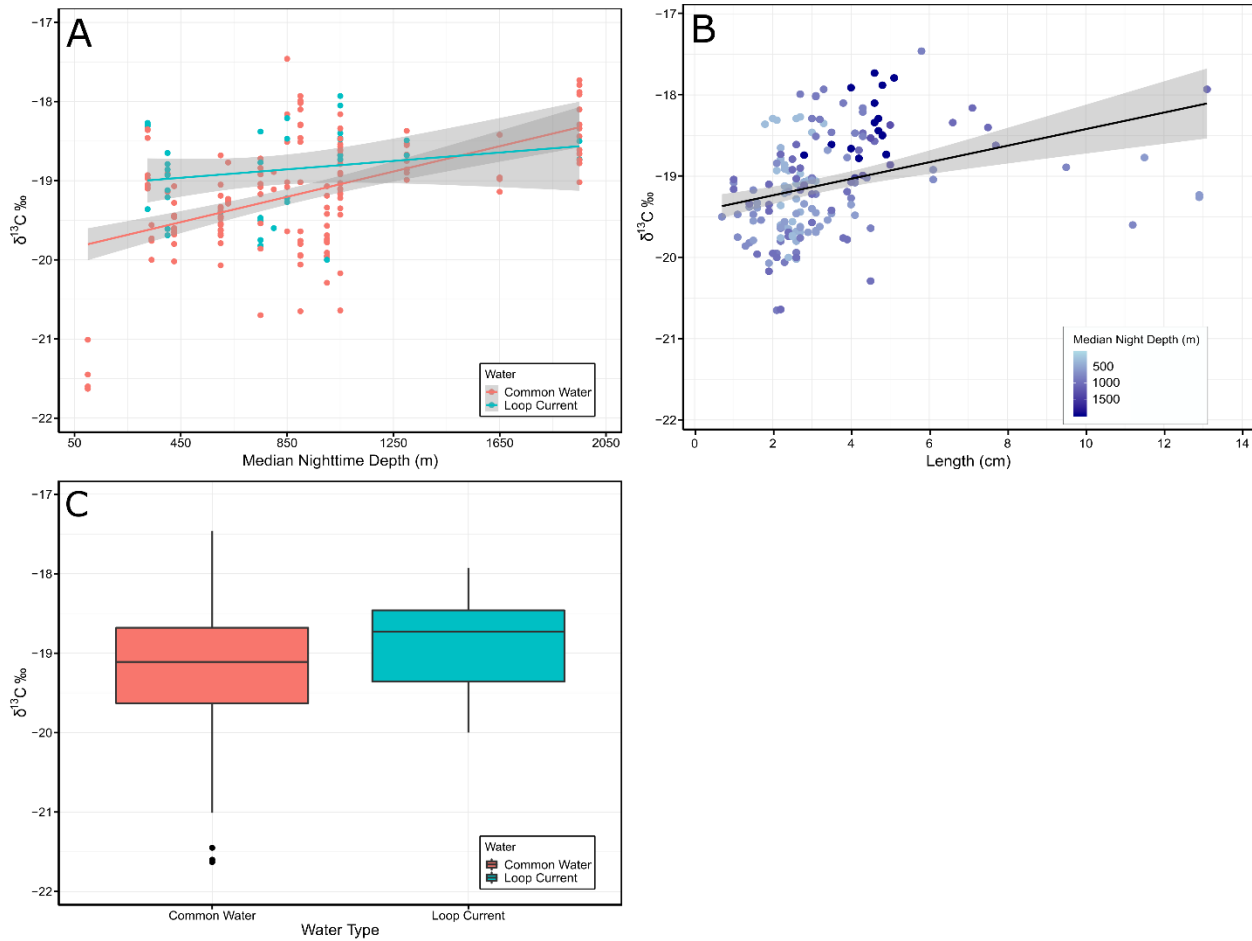 A
−17
−18
−19
−20
−21
−22
δ¹³C ‰
50
450
850
1250
1650
2050
Median Nighttime Depth (m)
Water
Common Water
Loop Current
B
−17
−18
−19
−20
−21
−22
δ¹³C ‰
0
2
4
6
8
10
12
14
Length (cm)
Median Night Depth (m)
500
1000
1500
C
−17
−18
−19
−20
−21
−22
δ¹³C ‰
Common Water
Loop Current
Water Type
Water
Common Water
Loop Current